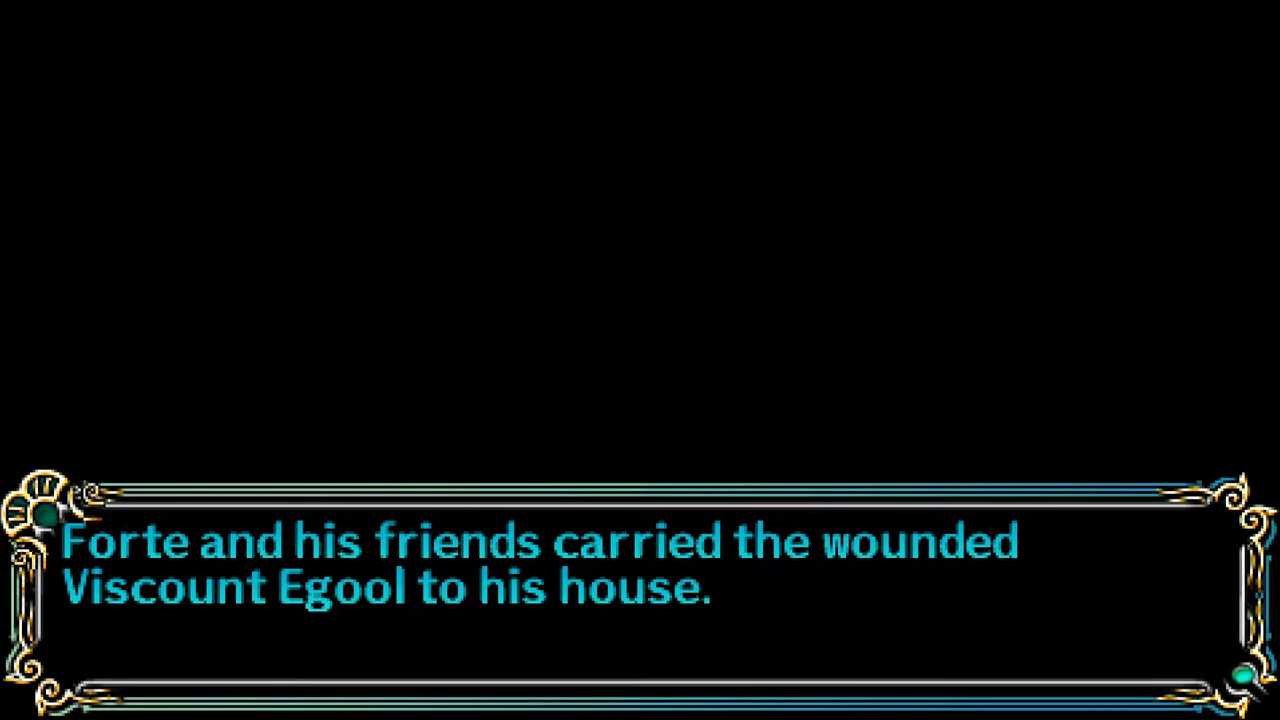 Forte and his friends carried the wounded
Viscount Egool to his house.